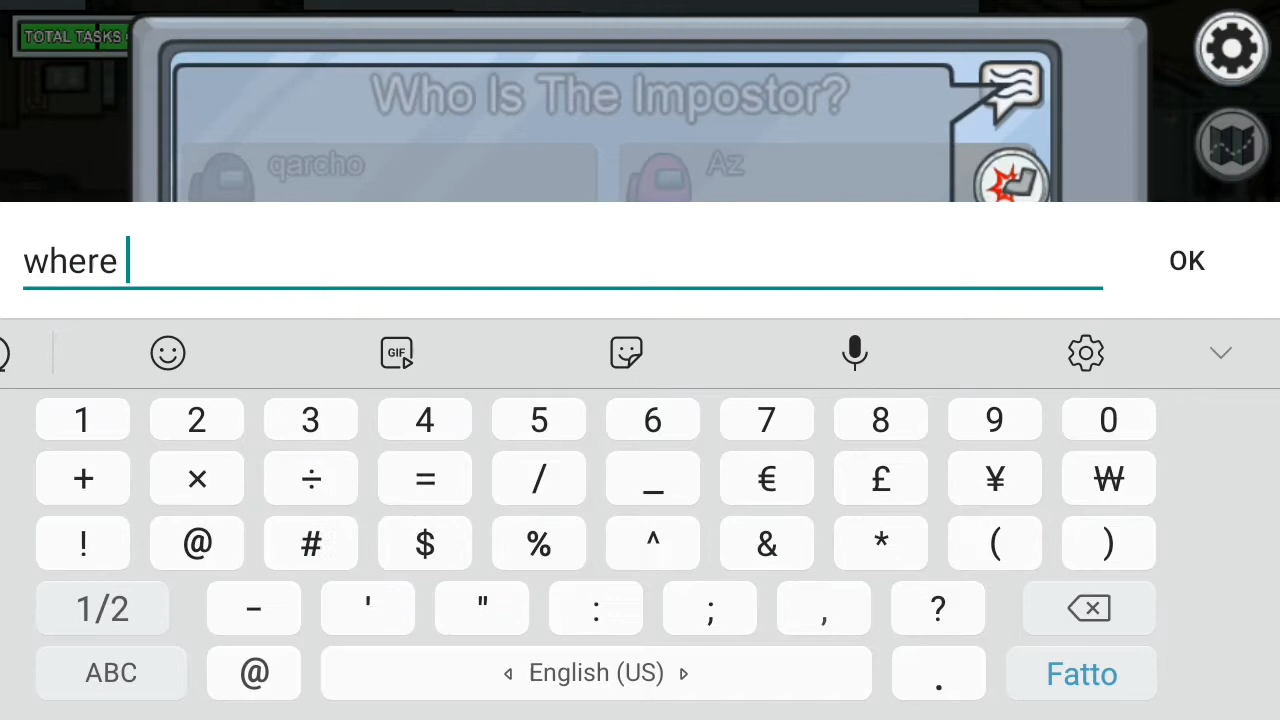 TOTAL TASKS
Who Is The Impostor?
qarcho
Az
where
OK
GIF
1 2 3 4 5 6 7 8 9 0
+ × ÷ = / _ € £ ¥ ₩
! @ # $ % ^ & * ( )
1/2 - ' " : ; , ?
ABC @ English (US) . Fatto